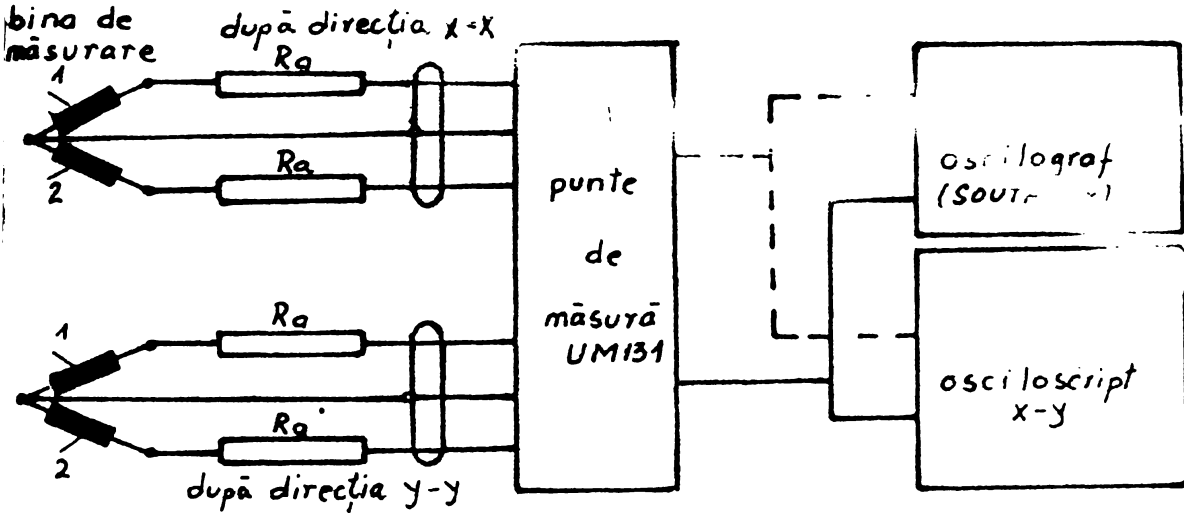 bina de
măsurare
după direcția x-x
1
Ra
2
Ra
punte
de
măsură
UM131
oscilograf
osciloscript
x-y
1
Ra
2
Ra
după direcția y-y